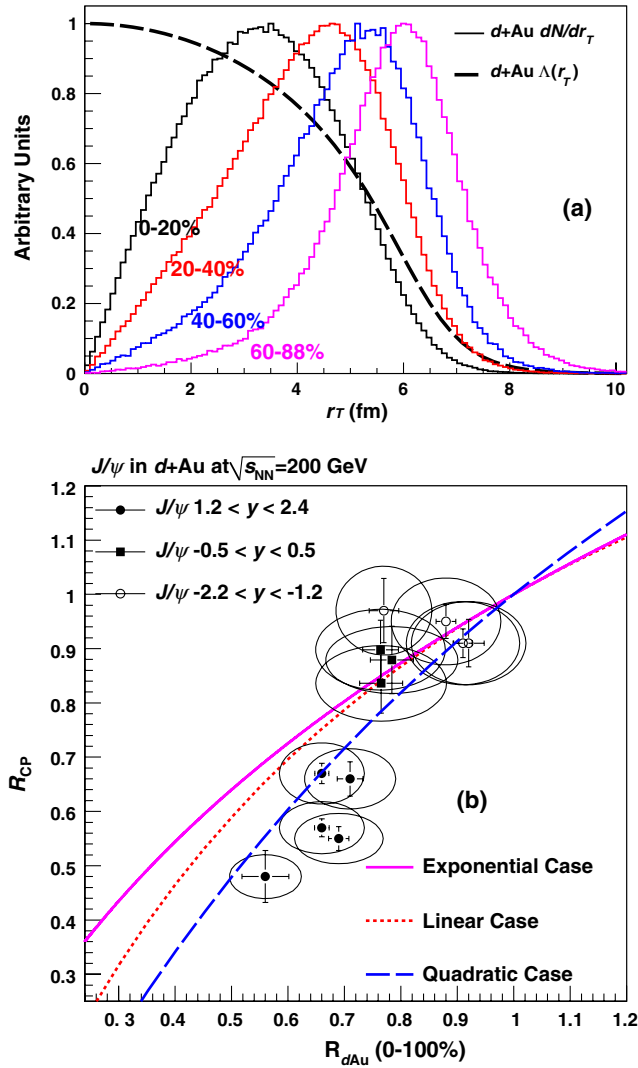 1
0.8
0.6
0.4
0.2
0
Arbitrary Units
d+Au dN/dr_T
d+Au Λ(r_T)
(a)
0-20%
20-40%
40-60%
60-88%
0 2 4 6 8 10
r_T (fm)
J/ψ in d+Au at √s_NN=200 GeV
1.2
1.1
1
0.9
0.8
0.7
0.6
0.5
0.4
0.3
R_CP
J/ψ 1.2 < y < 2.4
J/ψ -0.5 < y < 0.5
J/ψ -2.2 < y < -1.2
(b)
Exponential Case
Linear Case
Quadratic Case
0.3 0.4 0.5 0.6 0.7 0.8 0.9 1 1.1 1.2
R_dAu (0-100%)